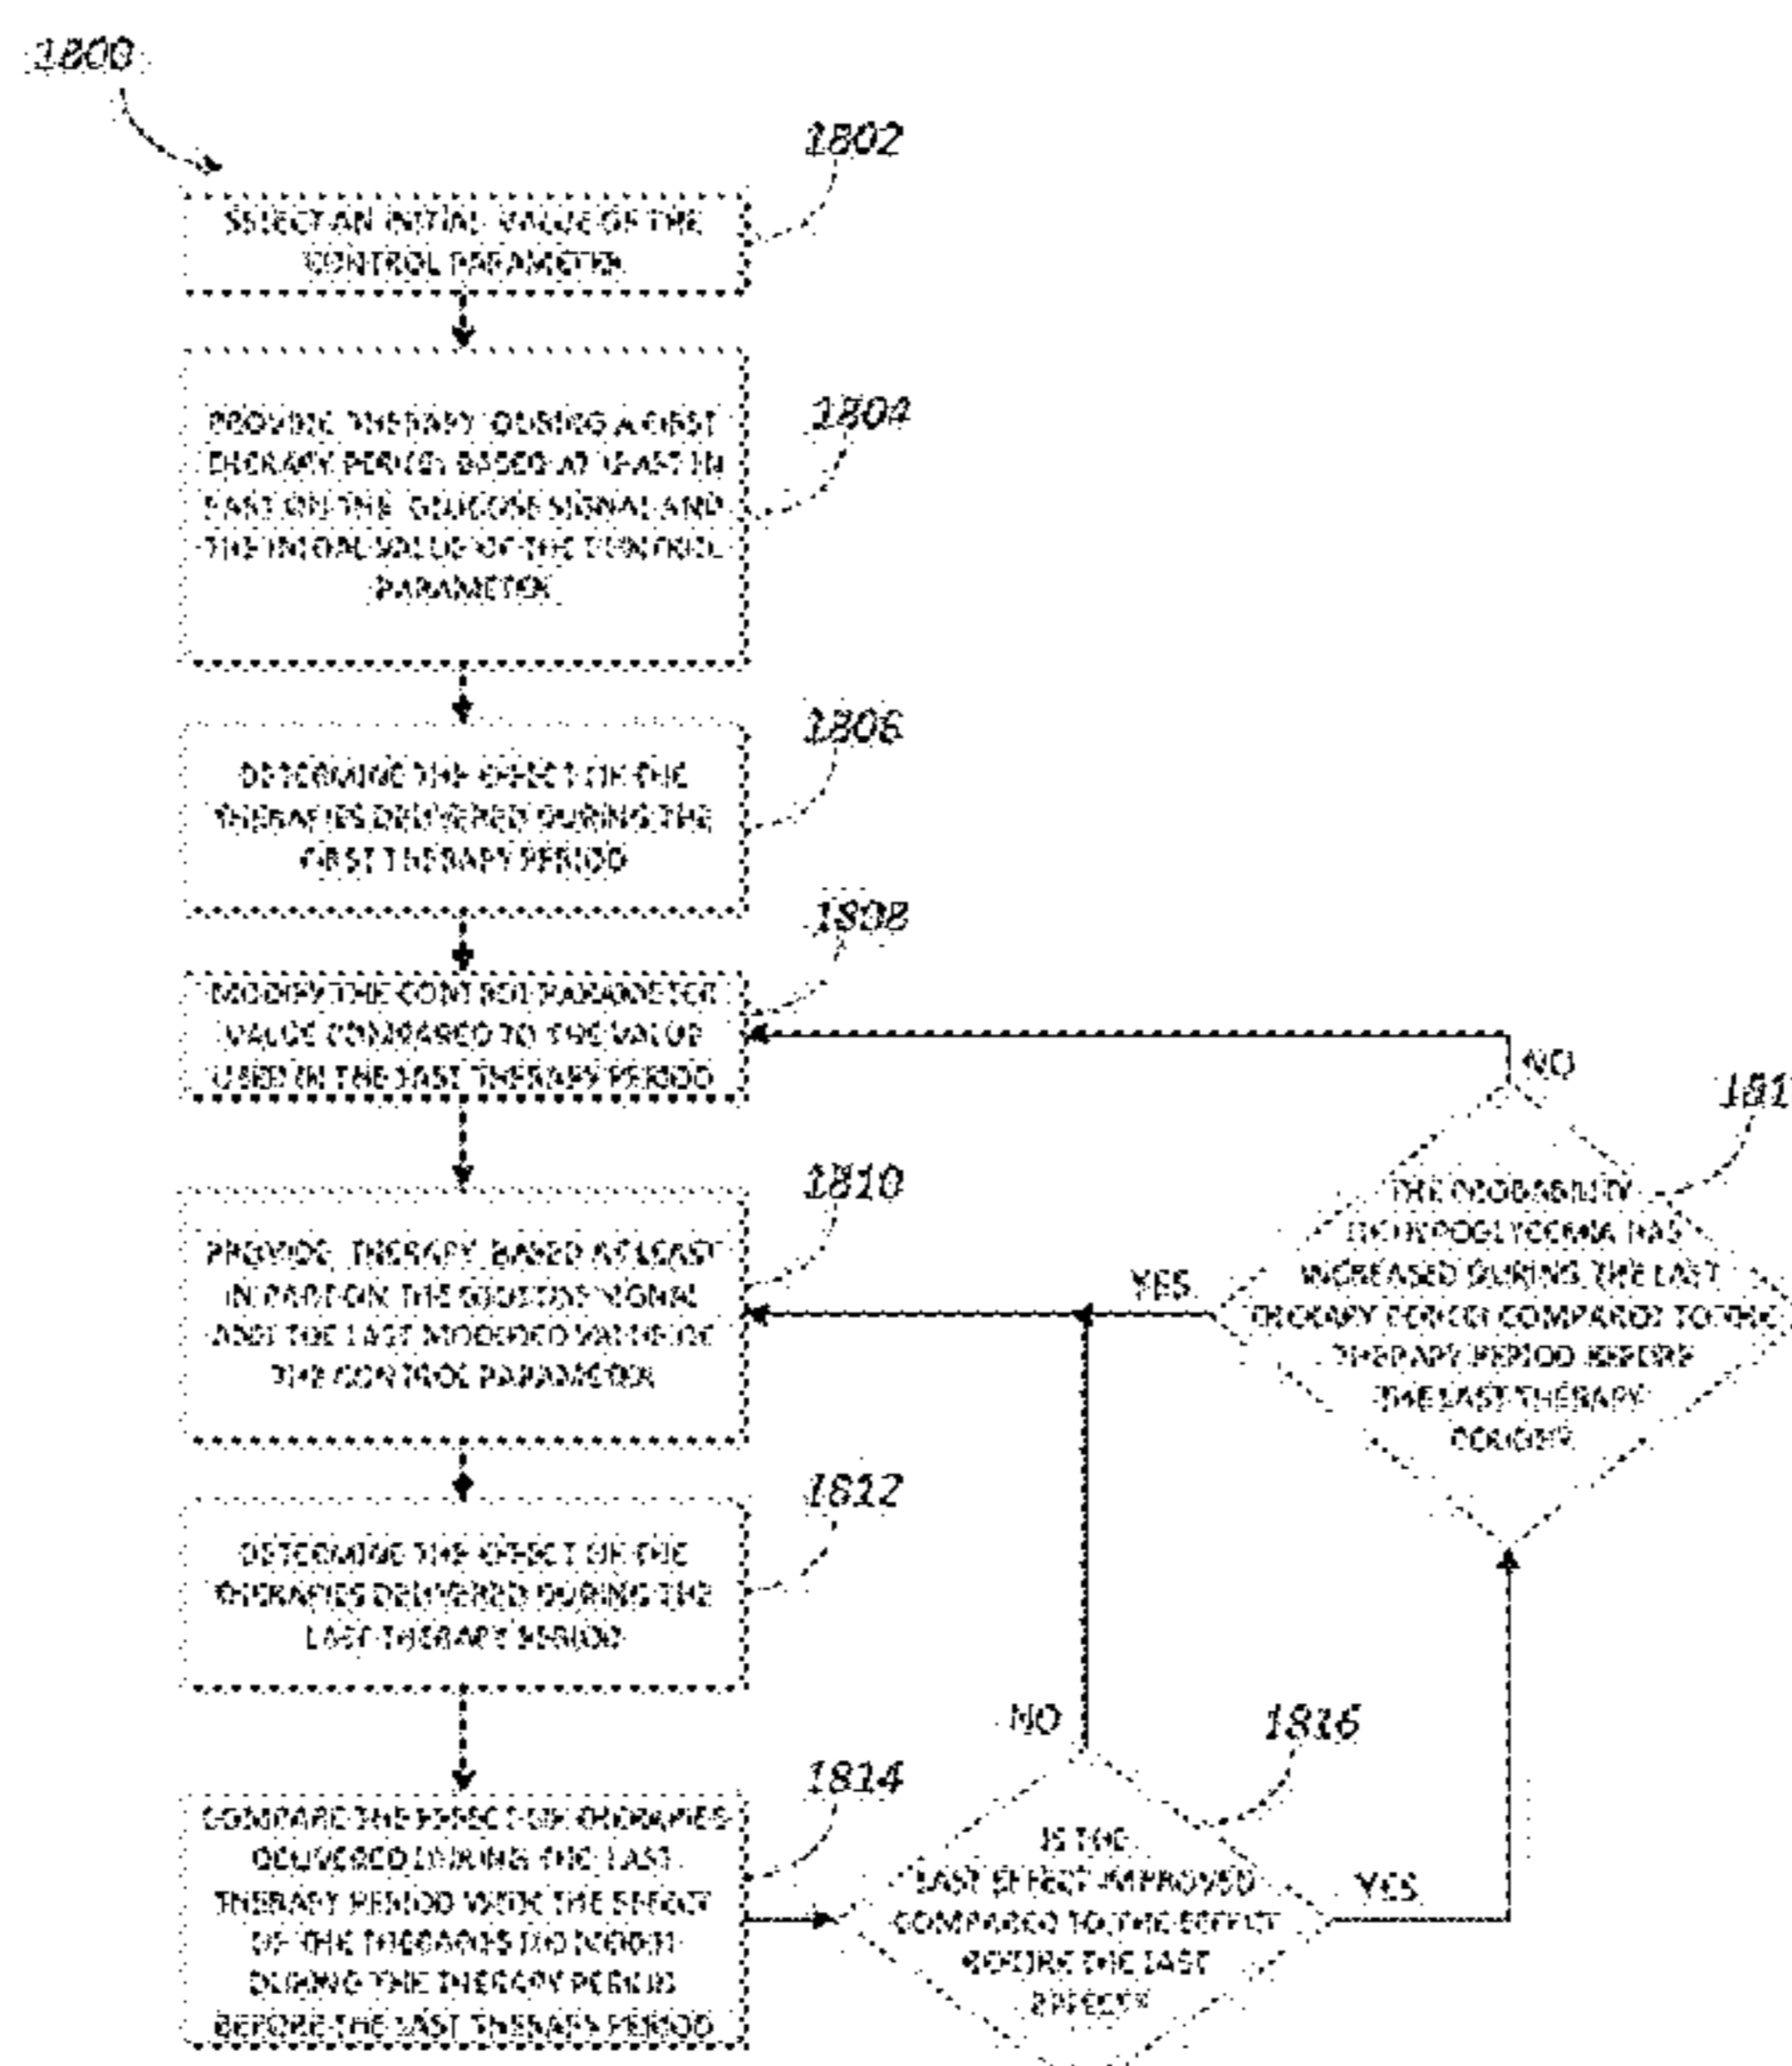 1800
1802
SELECT AN INITIAL VALUE OF THE
CONTROL PARAMETER
1804
PROVIDE THERAPY DURING A FIRST
THERAPY PERIOD BASED AT LEAST IN
PART ON THE GLUCOSE SIGNAL AND
THE INITIAL VALUE OF THE CONTROL
PARAMETER
1806
DETERMINE THE EFFECT OF THE
THERAPIES DELIVERED DURING THE
FIRST THERAPY PERIOD
1808
MODIFY THE CONTROL PARAMETER
VALUE COMPARED TO THE VALUE
USED IN THE LAST THERAPY PERIOD
NO
181
1810
PROVIDE THERAPY BASED AT LEAST
IN PART ON THE GLUCOSE SIGNAL
AND THE LAST MODIFIED VALUE OF
THE CONTROL PARAMETER
YES
THE PROBABILITY
HYPOGLYCEMIA HAS
INCREASED DURING THE LAST
THERAPY PERIOD COMPARED TO THE
THERAPY PERIOD BEFORE
THE LAST THERAPY
1812
DETERMINE THE EFFECT OF THE
THERAPIES DELIVERED DURING THE
LAST THERAPY PERIOD
NO
1816
1814
COMPARE THE EFFECT OF THERAPIES
DELIVERED DURING THE LAST
THERAPY PERIOD WITH THE EFFECT
OF THE THERAPIES
DURING THE THERAPY PERIOD
BEFORE THE LAST THERAPY PERIOD
IS THE
LAST EFFECT IMPROVED
COMPARED TO THE EFFECT
BEFORE THE LAST
EFFECT?
YES